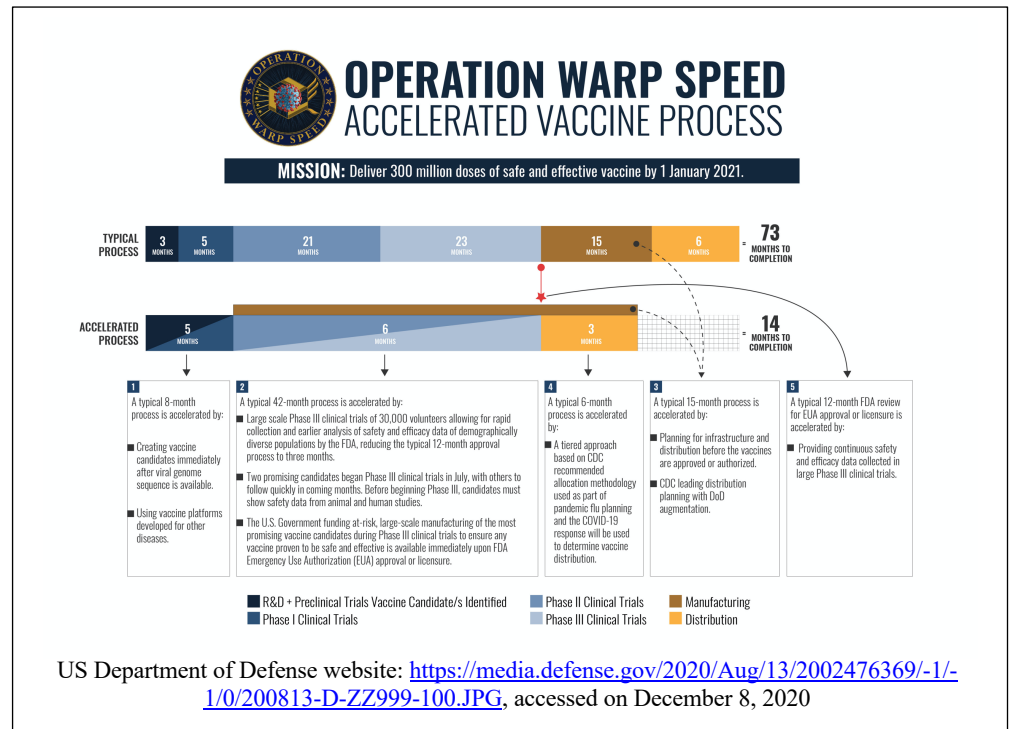 OPERATION
WARP SPEED
OPERATION WARP SPEED
ACCELERATED VACCINE PROCESS
MISSION: Deliver 300 million doses of safe and effective vaccine by 1 January 2021.
TYPICAL
PROCESS
3
MONTHS
5
MONTHS
21
MONTHS
23
MONTHS
15
MONTHS
6
MONTHS
= 73
MONTHS TO
COMPLETION
ACCELERATED
PROCESS
5
MONTHS
6
MONTHS
3
MONTHS
= 14
MONTHS TO
COMPLETION
1
A typical 8-month
process is accelerated by:
■ Creating vaccine
candidates immediately
after viral genome
sequence is available.
■ Using vaccine platforms
developed for other
diseases.
2
A typical 42-month process is accelerated by:
■ Large scale Phase III clinical trials of 30,000 volunteers allowing for rapid
collection and earlier analysis of safety and efficacy data of demographically
diverse populations by the FDA, reducing the typical 12-month approval
process to three months.
■ Two promising candidates began Phase III clinical trials in July, with others to
follow quickly in coming months. Before beginning Phase III, candidates must
show safety data from animal and human studies.
■ The U.S. Government funding at-risk, large-scale manufacturing of the most
promising vaccine candidates during Phase III clinical trials to ensure any
vaccine proven to be safe and effective is available immediately upon FDA
Emergency Use Authorization (EUA) approval or licensure.
4
A typical 6-month
process is accelerated
by:
■ A tiered approach
based on CDC
recommended
allocation methodology
used as part of
pandemic flu planning
and the COVID-19
response will be used
to determine vaccine
distribution.
3
A typical 15-month process is
accelerated by:
■ Planning for infrastructure and
distribution before the vaccines
are approved or authorized.
■ CDC leading distribution
planning with DoD
augmentation.
5
A typical 12-month FDA review
for EUA approval or licensure is
accelerated by:
■ Providing continuous safety
and efficacy data collected in
large Phase III clinical trials.
R&D + Preclinical Trials Vaccine Candidate/s Identified
Phase I Clinical Trials
Phase II Clinical Trials
Phase III Clinical Trials
Manufacturing
Distribution
US Department of Defense website: https://media.defense.gov/2020/Aug/13/2002476369/-1/-
1/0/200813-D-ZZ999-100.JPG, accessed on December 8, 2020